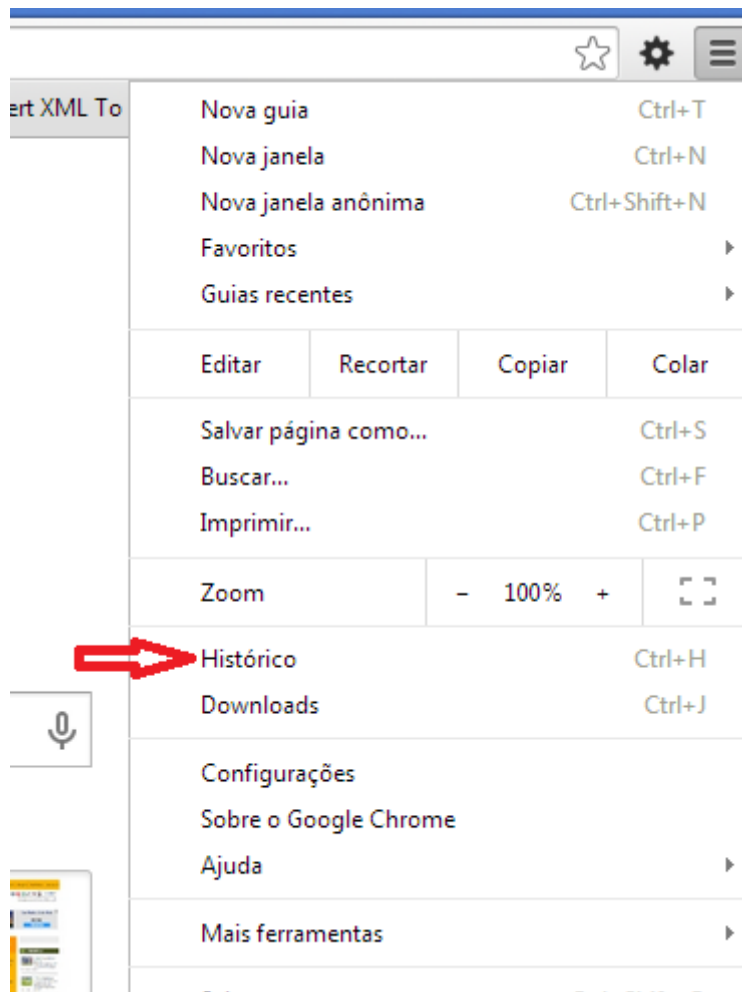 ert XML To
Nova guia Ctrl+T
Nova janela Ctrl+N
Nova janela anônima Ctrl+Shift+N
Favoritos
Guias recentes
Editar Recortar Copiar Colar
Salvar página como... Ctrl+S
Buscar... Ctrl+F
Imprimir... Ctrl+P
Zoom - 100% +
Histórico Ctrl+H
Downloads Ctrl+J
Configurações
Sobre o Google Chrome
Ajuda
Mais ferramentas